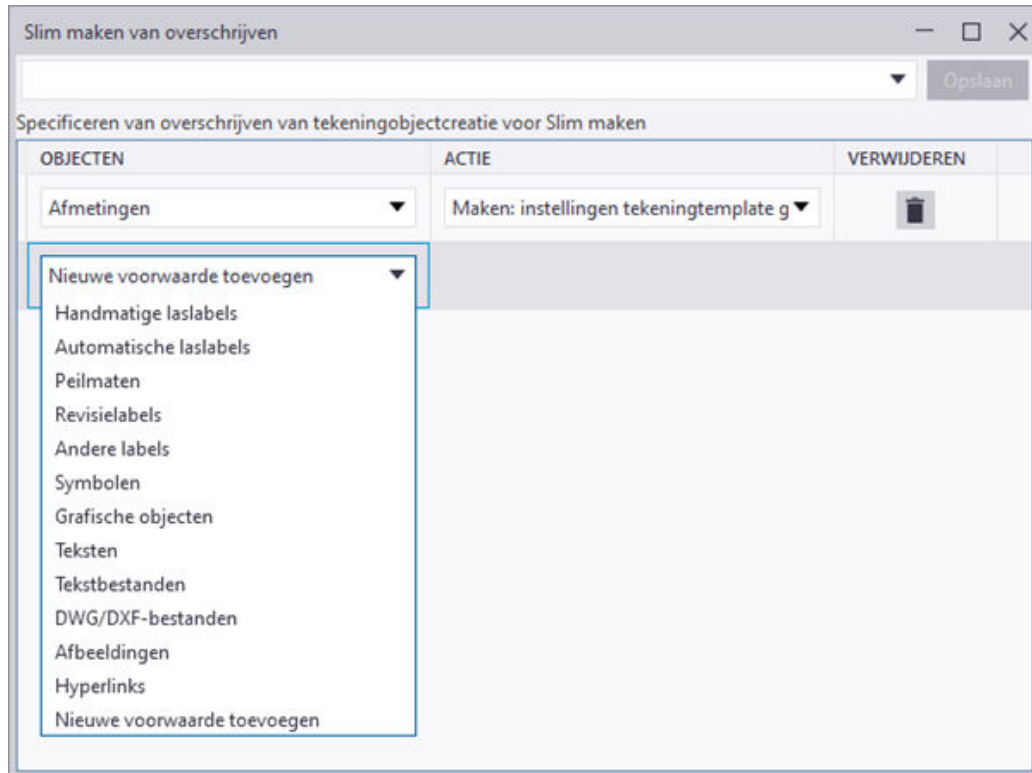 Slim maken van overschrijven
Opslaan
Specificeren van overschrijven van tekeningobjectcreatie voor Slim maken
OBJECTEN ACTIE VERWIJDEREN
Afmetingen Maken: instellingen tekeningtemplate g
Nieuwe voorwaarde toevoegen
Handmatige laslabels
Automatische laslabels
Peilmaten
Revisielabels
Andere labels
Symbolen
Grafische objecten
Teksten
Tekstbestanden
DWG/DXF-bestanden
Afbeeldingen
Hyperlinks
Nieuwe voorwaarde toevoegen